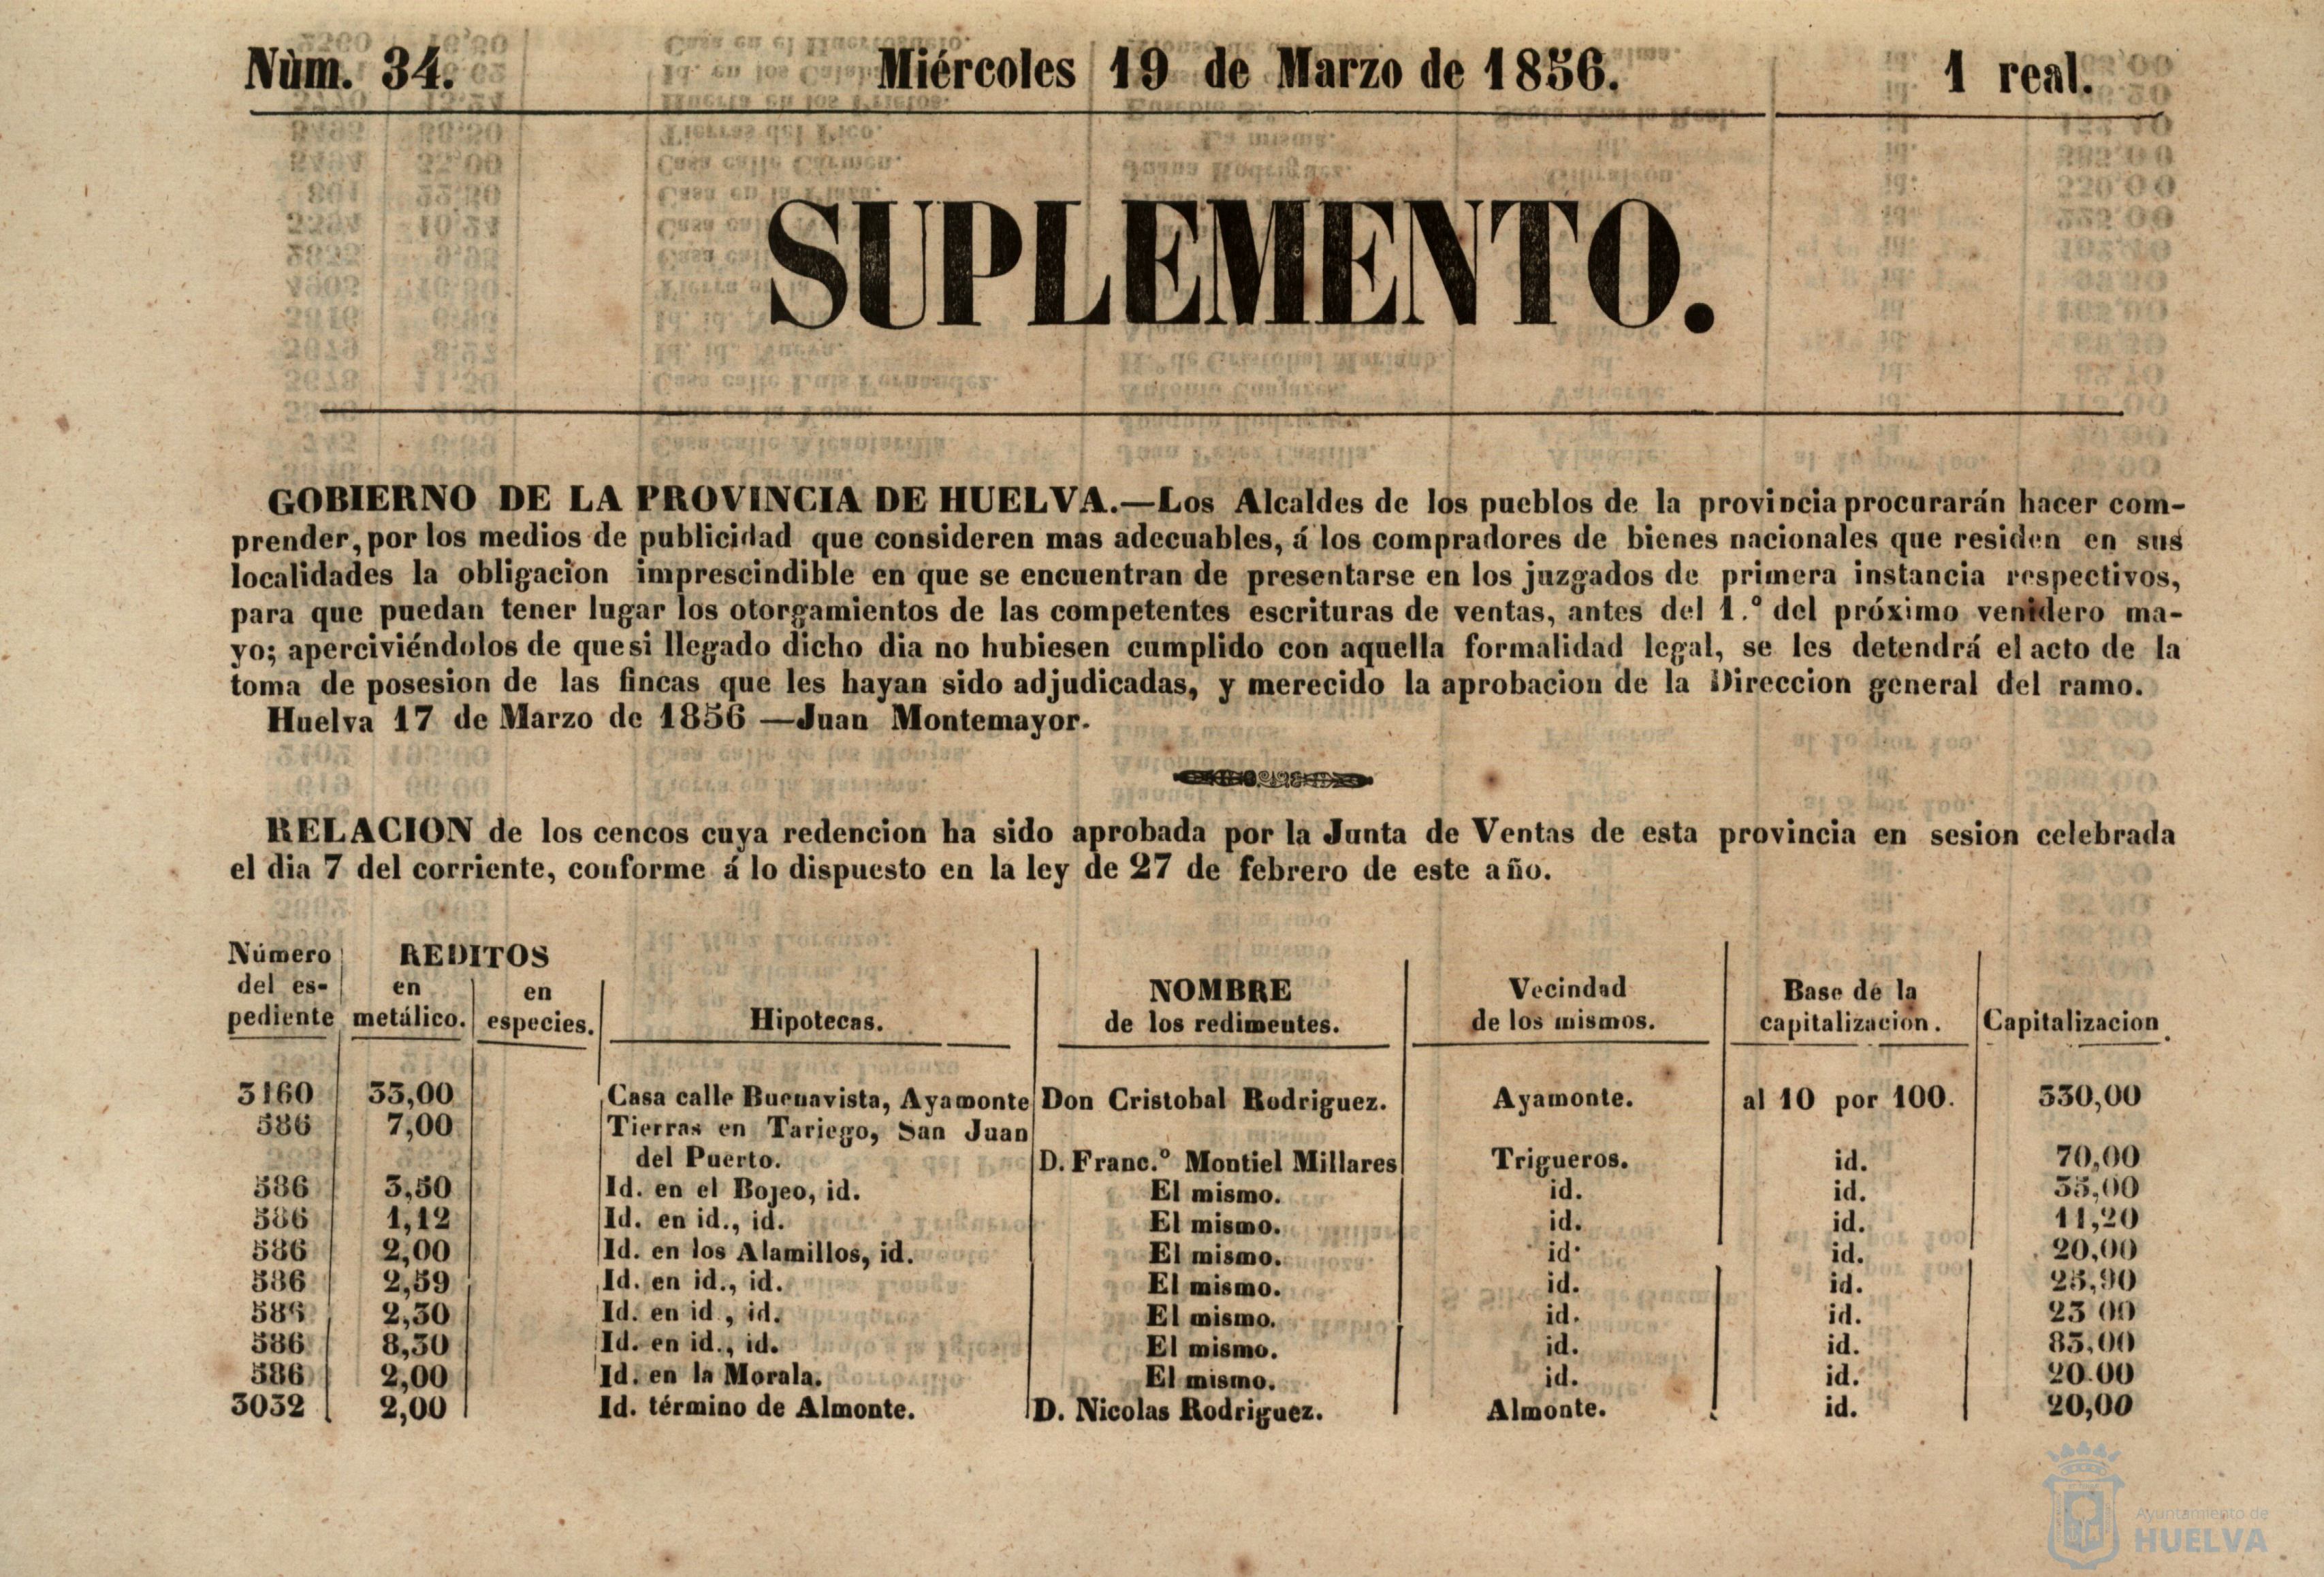 Núm. 34. Miércoles 19 de Marzo de 1856. 1 real.
SUPLEMENTO.
GOBIERNO DE LA PROVINCIA DE HUELVA.—Los Alcaldes de los pueblos de la provincia procurarán hacer com-
prender, por los medios de publicidad que consideren mas adecuables, á los compradores de bienes nacionales que residen en sus
localidades la obligacion imprescindible en que se encuentran de presentarse en los juzgados de primera instancia respectivos,
para que puedan tener lugar los otorgamientos de las competentes escrituras de ventas, antes del 1.º del próximo venidero ma-
yo; aperciviéndolos de que si llegado dicho dia no hubiesen cumplido con aquella formalidad legal, se les detendrá el acto de la
toma de posesion de las fincas que les hayan sido adjudicadas, y merecido la aprobacion de la Direccion general del ramo.
Huelva 17 de Marzo de 1856 —Juan Montemayor.
RELACION de los cencos cuya redencion ha sido aprobada por la Junta de Ventas de esta provincia en sesion celebrada
el dia 7 del corriente, conforme á lo dispuesto en la ley de 27 de febrero de este año.
Número del es- pediente REDITOS en metálico. en especies. Hipotecas. NOMBRE de los redimentes. Vecindad de los mismos. Base de la capitalizacion. Capitalizacion.
3160 33,00 Casa calle Buenavista, Ayamonte Don Cristobal Rodriguez. Ayamonte. al 10 por 100. 330,00
586 7,00 Tierras en Tariego, San Juan
del Puerto. D. Franc.º Montiel Millares Trigueros. id. 70,00
586 3,50 Id. en el Bojeo, id. El mismo. id. id. 35,00
586 1,12 Id. en id., id. El mismo. id. id. 11,20
586 2,00 Id. en los Alamillos, id. El mismo. id. id. 20,00
586 2,59 Id. en id., id. El mismo. id. id. 25,90
586 2,30 Id. en id , id. El mismo. id. id. 23 00
586 8,30 Id. en id., id. El mismo. id. id. 83,00
586 2,00 Id. en la Morala. El mismo. id. id. 20.00
3032 2,00 Id. término de Almonte. D. Nicolas Rodriguez. Almonte. id. 20,00
Ayuntamiento de
HUELVA